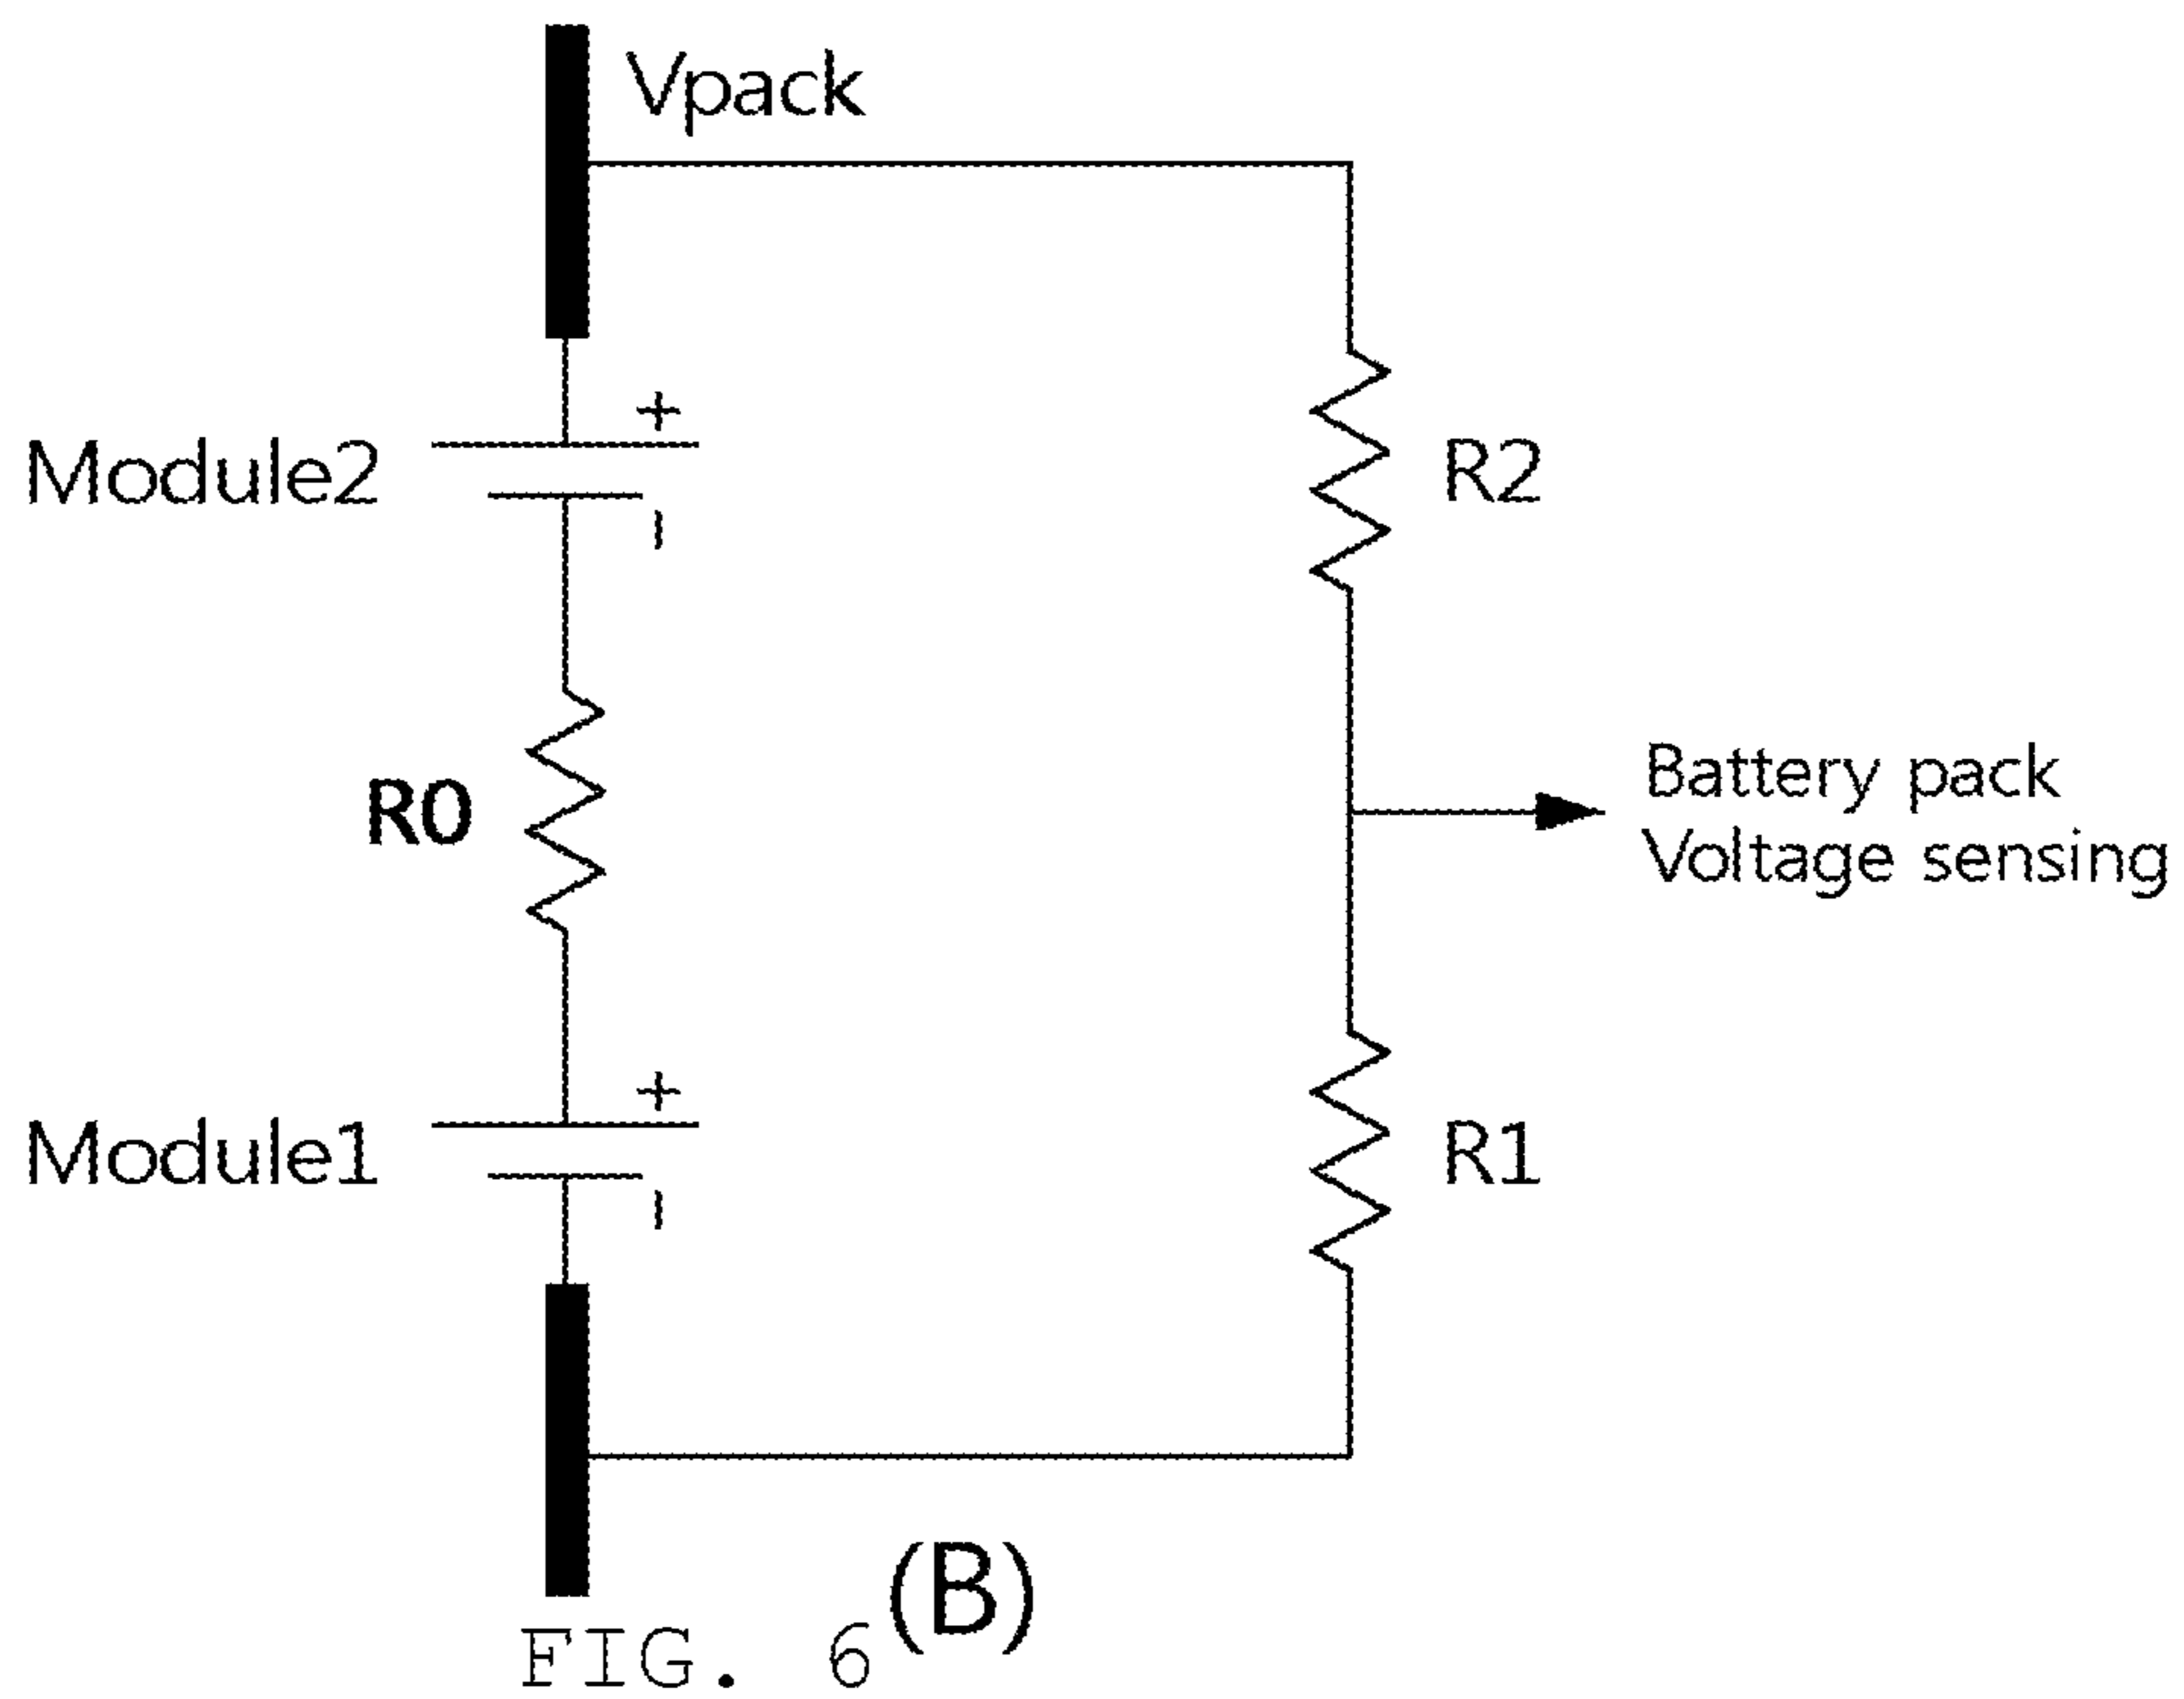 Vpack
+
Module2
-
R2
R0
Battery pack
Voltage sensing
+
Module1
-
R1
(B)
FIG. 6